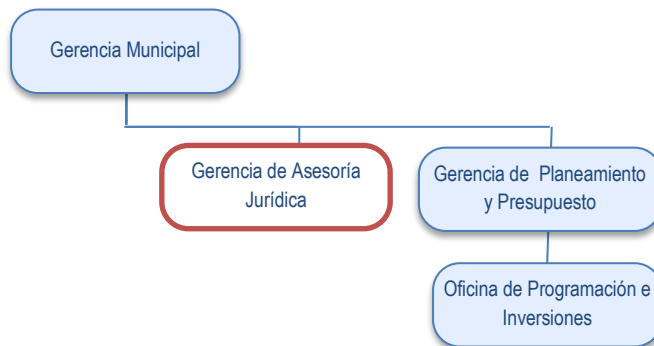 Gerencia Municipal
Gerencia de Asesoría
Jurídica
Gerencia de Planeamiento
y Presupuesto
Oficina de Programación e
Inversiones